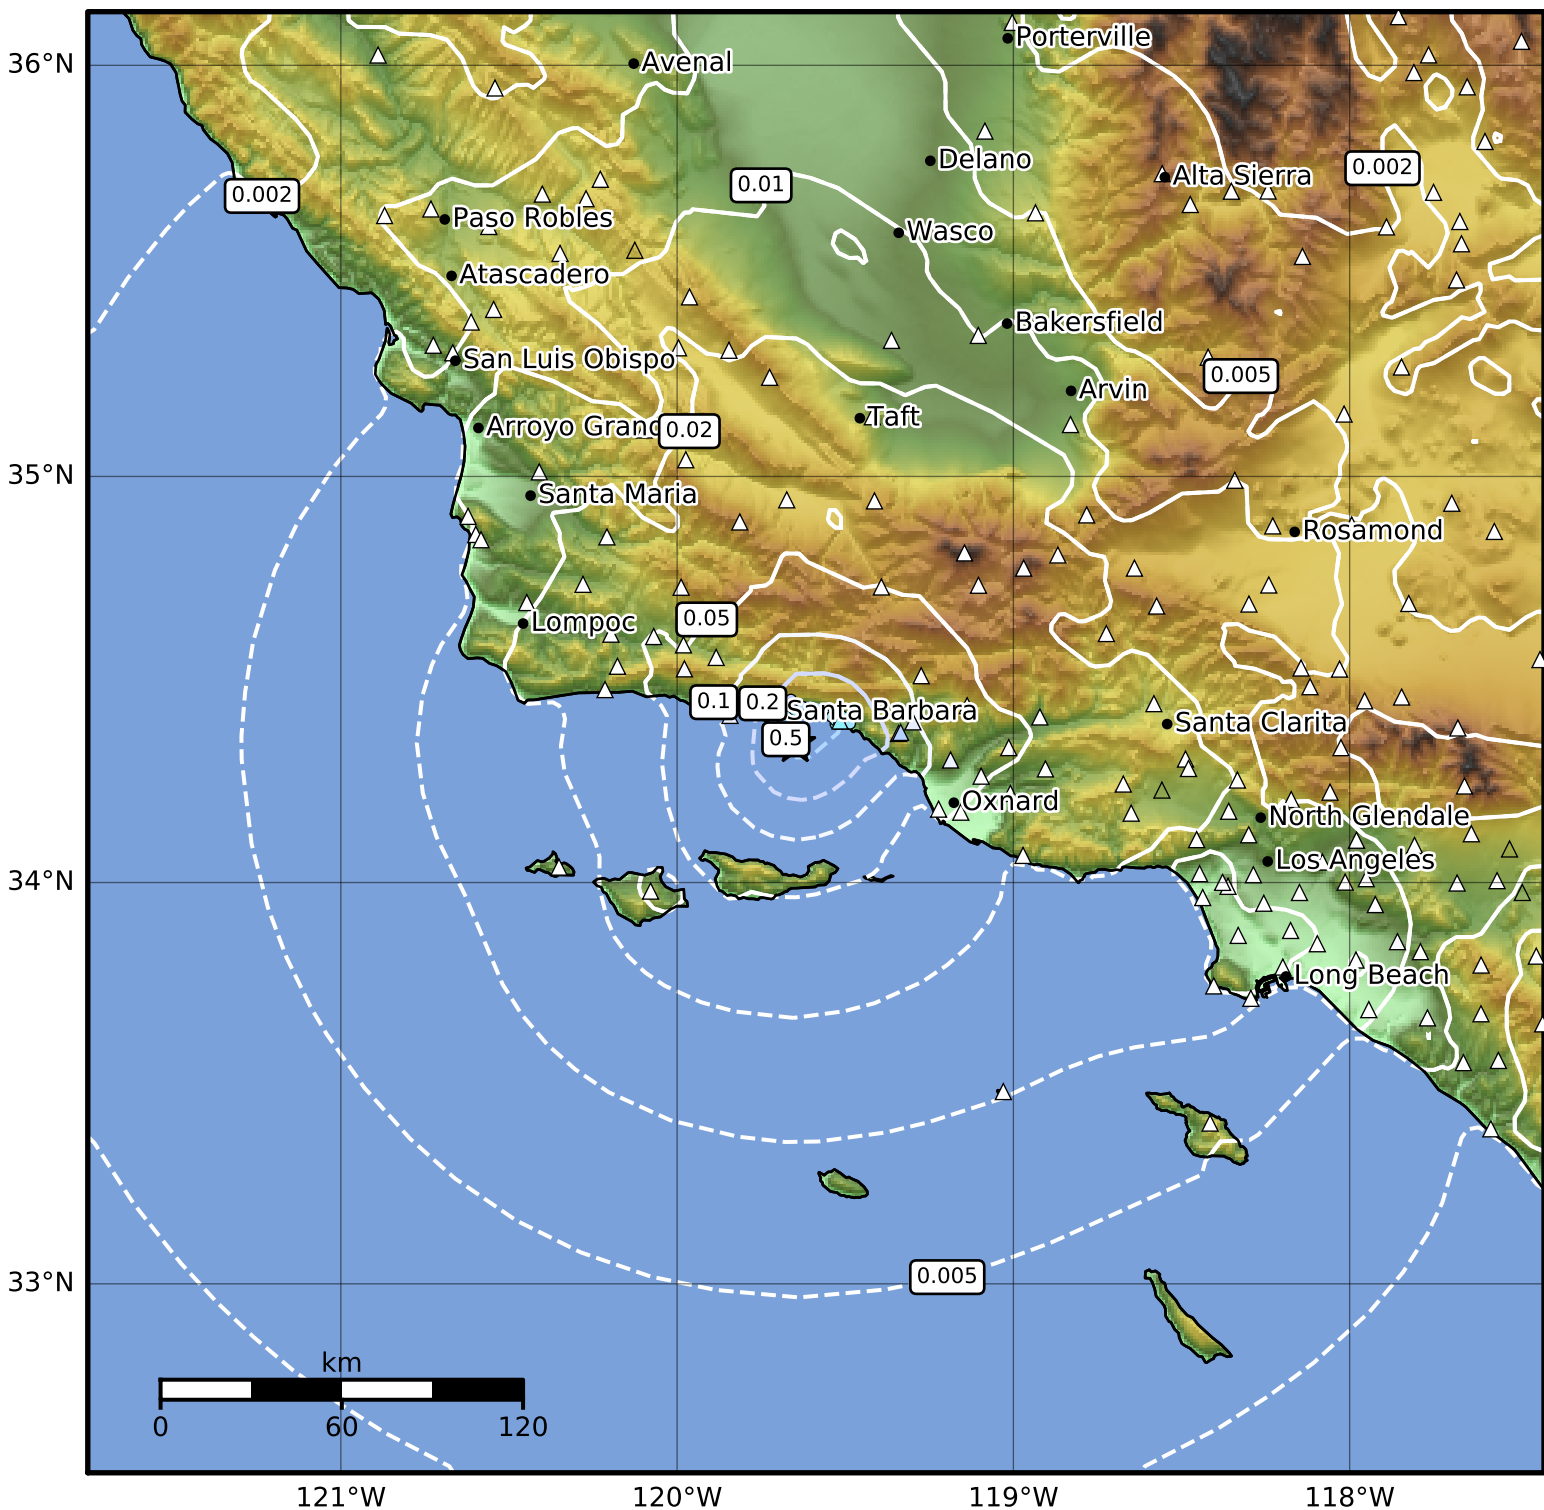 Porterville
36°N
Avenal
Delano
0.002
Alta Sierra
0.01
0.002
Paso Robles
Wasco
Atascadero
Bakersfield
San Luis Obispo
0.005
Arvin
Taft
Arroyo Grand
0.02
35°N
Santa Maria
Rosamond
0.05
Lompoc
0.1
0.2
Santa Barbara
Santa Clarita
0.5
Oxnard
North Glendale
Los Angeles
34°N
Long Beach
33°N
0.005
km
0
60
120
121°W
120°W
119°W
118°W